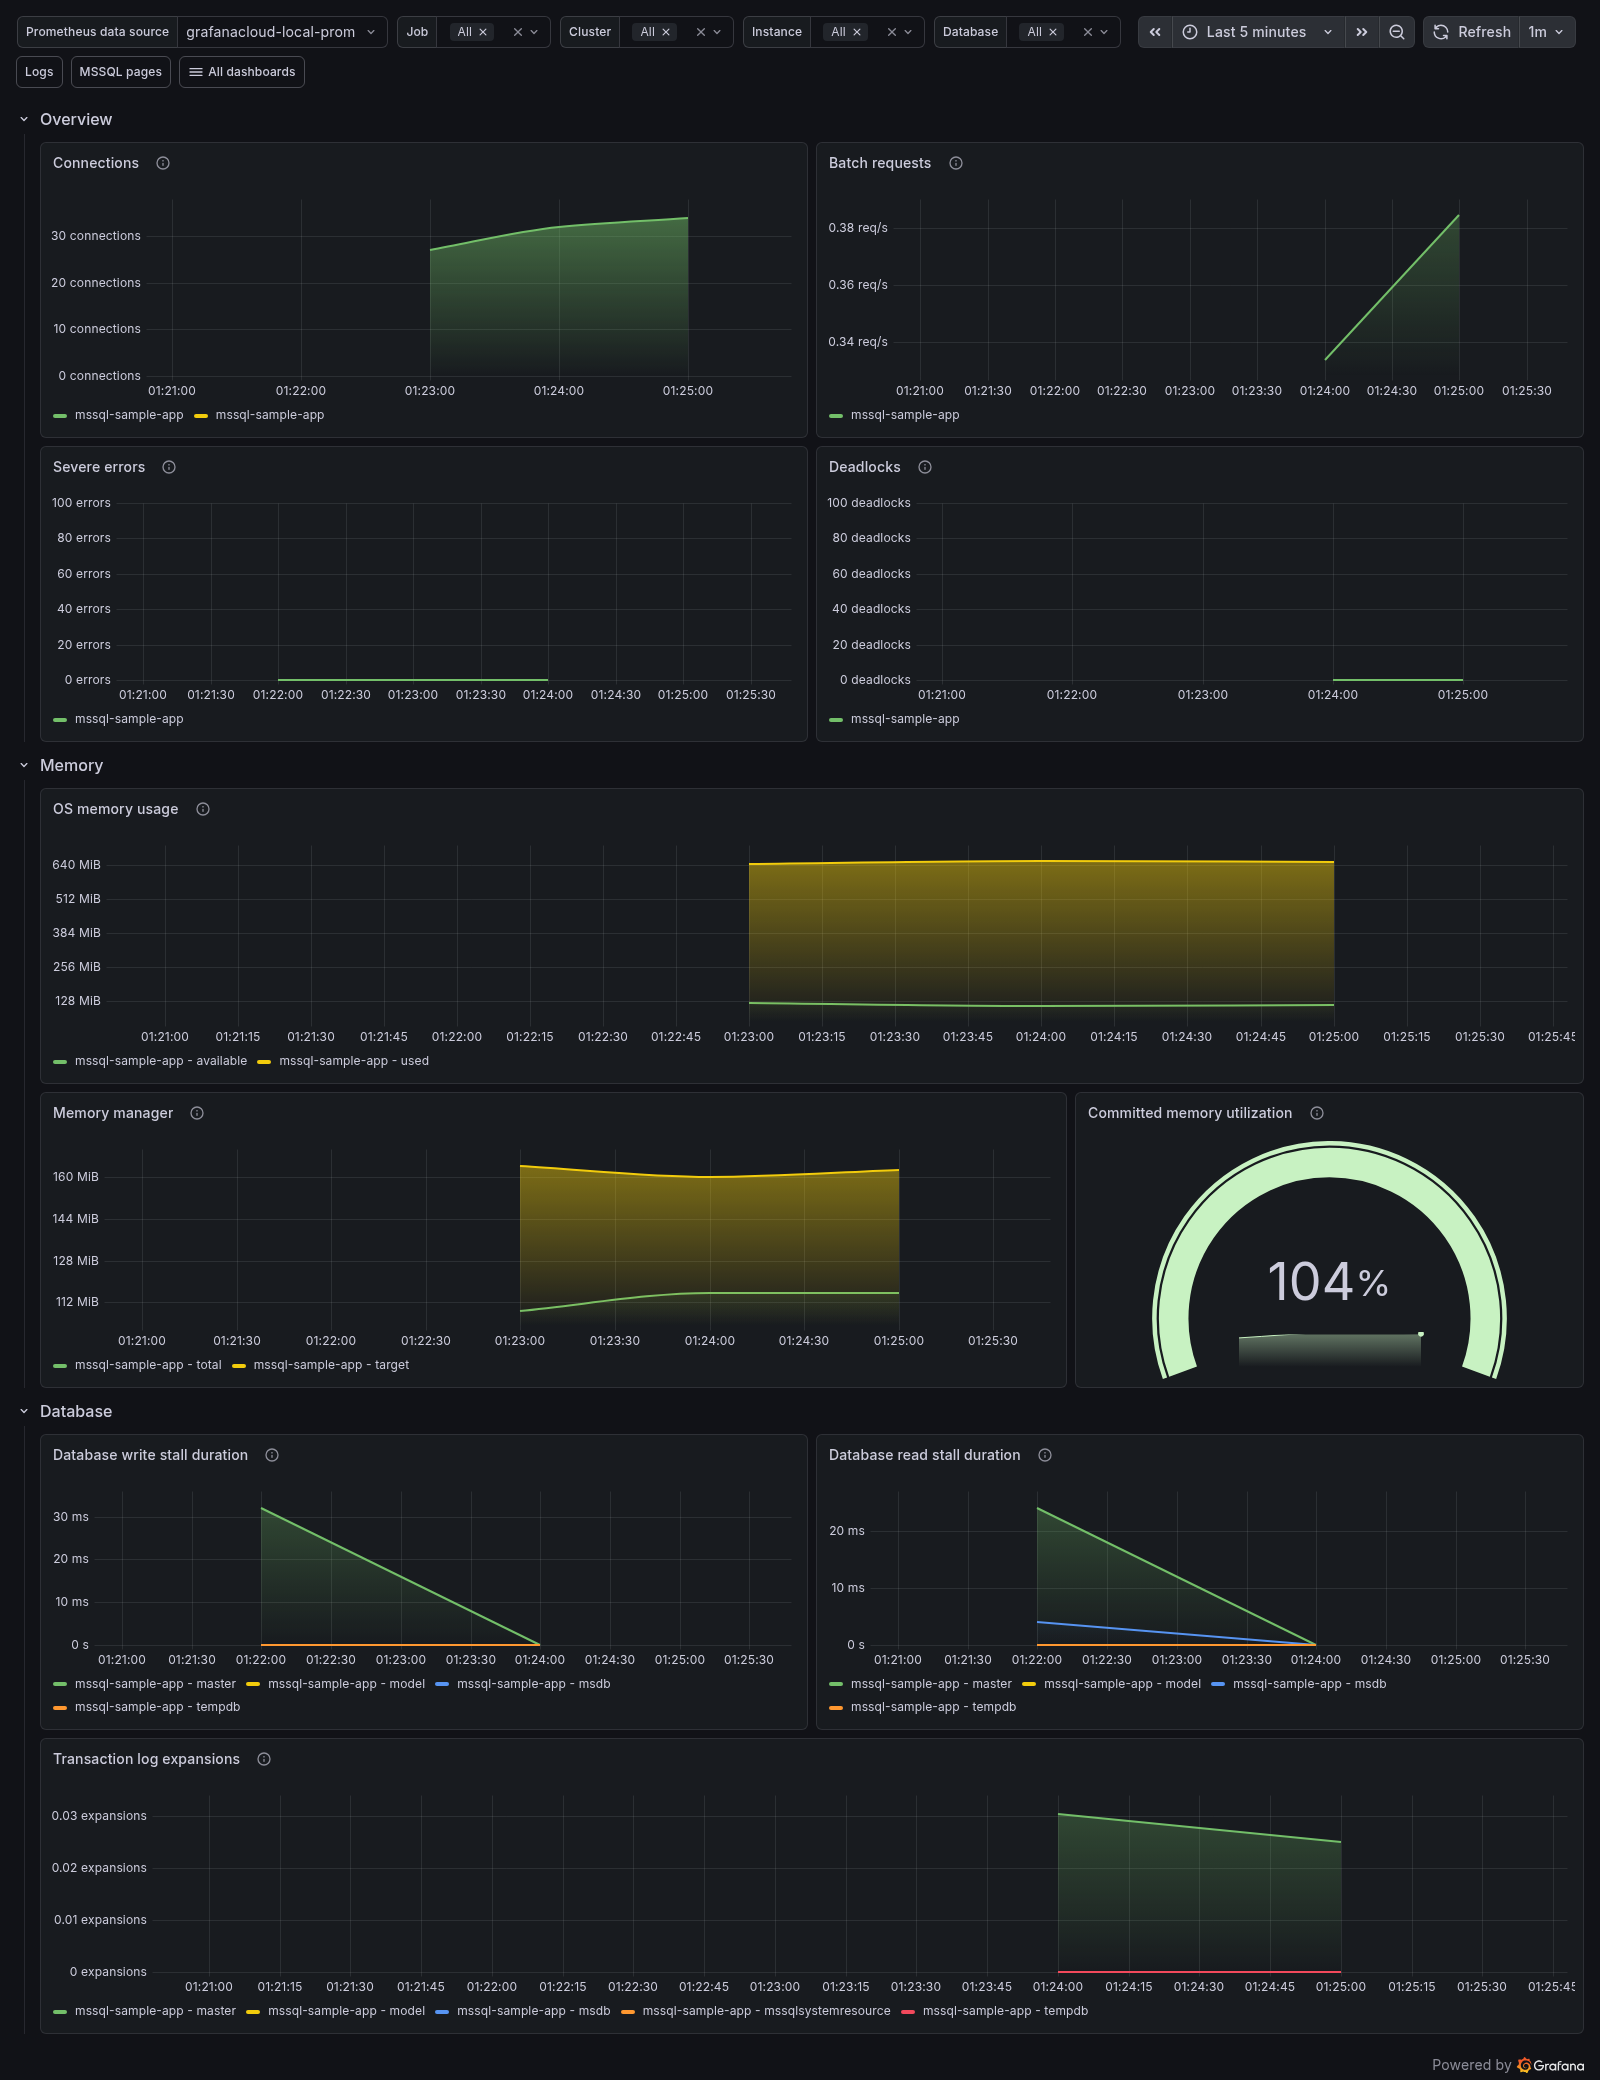 Prometheus data source grafanacloud-local-prom Job All Cluster All Instance All Database All Last 5 minutes Refresh 1m
Logs MSSQL pages All dashboards
Overview
Connections
30 connections
20 connections
10 connections
0 connections
01:21:00 01:22:00 01:23:00 01:24:00 01:25:00
mssql-sample-app mssql-sample-app
Batch requests
0.38 req/s
0.36 req/s
0.34 req/s
01:21:00 01:21:30 01:22:00 01:22:30 01:23:00 01:23:30 01:24:00 01:24:30 01:25:00 01:25:30
mssql-sample-app
Severe errors
100 errors
80 errors
60 errors
40 errors
20 errors
0 errors
01:21:00 01:21:30 01:22:00 01:22:30 01:23:00 01:23:30 01:24:00 01:24:30 01:25:00 01:25:30
mssql-sample-app
Deadlocks
100 deadlocks
80 deadlocks
60 deadlocks
40 deadlocks
20 deadlocks
0 deadlocks
01:21:00 01:22:00 01:23:00 01:24:00 01:25:00
mssql-sample-app
Memory
OS memory usage
640 MiB
512 MiB
384 MiB
256 MiB
128 MiB
01:21:00 01:21:15 01:21:30 01:21:45 01:22:00 01:22:15 01:22:30 01:22:45 01:23:00 01:23:15 01:23:30 01:23:45 01:24:00 01:24:15 01:24:30 01:24:45 01:25:00 01:25:15 01:25:30 01:25:45
mssql-sample-app - available mssql-sample-app - used
Memory manager
160 MiB
144 MiB
128 MiB
112 MiB
01:21:00 01:21:30 01:22:00 01:22:30 01:23:00 01:23:30 01:24:00 01:24:30 01:25:00 01:25:30
mssql-sample-app - total mssql-sample-app - target
Committed memory utilization
104%
Database
Database write stall duration
30 ms
20 ms
10 ms
0 s
01:21:00 01:21:30 01:22:00 01:22:30 01:23:00 01:23:30 01:24:00 01:24:30 01:25:00 01:25:30
mssql-sample-app - master mssql-sample-app - model mssql-sample-app - msdb
mssql-sample-app - tempdb
Database read stall duration
20 ms
10 ms
0 s
01:21:00 01:21:30 01:22:00 01:22:30 01:23:00 01:23:30 01:24:00 01:24:30 01:25:00 01:25:30
mssql-sample-app - master mssql-sample-app - model mssql-sample-app - msdb
mssql-sample-app - tempdb
Transaction log expansions
0.03 expansions
0.02 expansions
0.01 expansions
0 expansions
01:21:00 01:21:15 01:21:30 01:21:45 01:22:00 01:22:15 01:22:30 01:22:45 01:23:00 01:23:15 01:23:30 01:23:45 01:24:00 01:24:15 01:24:30 01:24:45 01:25:00 01:25:15 01:25:30 01:25:45
mssql-sample-app - master mssql-sample-app - model mssql-sample-app - msdb mssql-sample-app - mssqlsystemresource mssql-sample-app - tempdb
Powered by Grafana